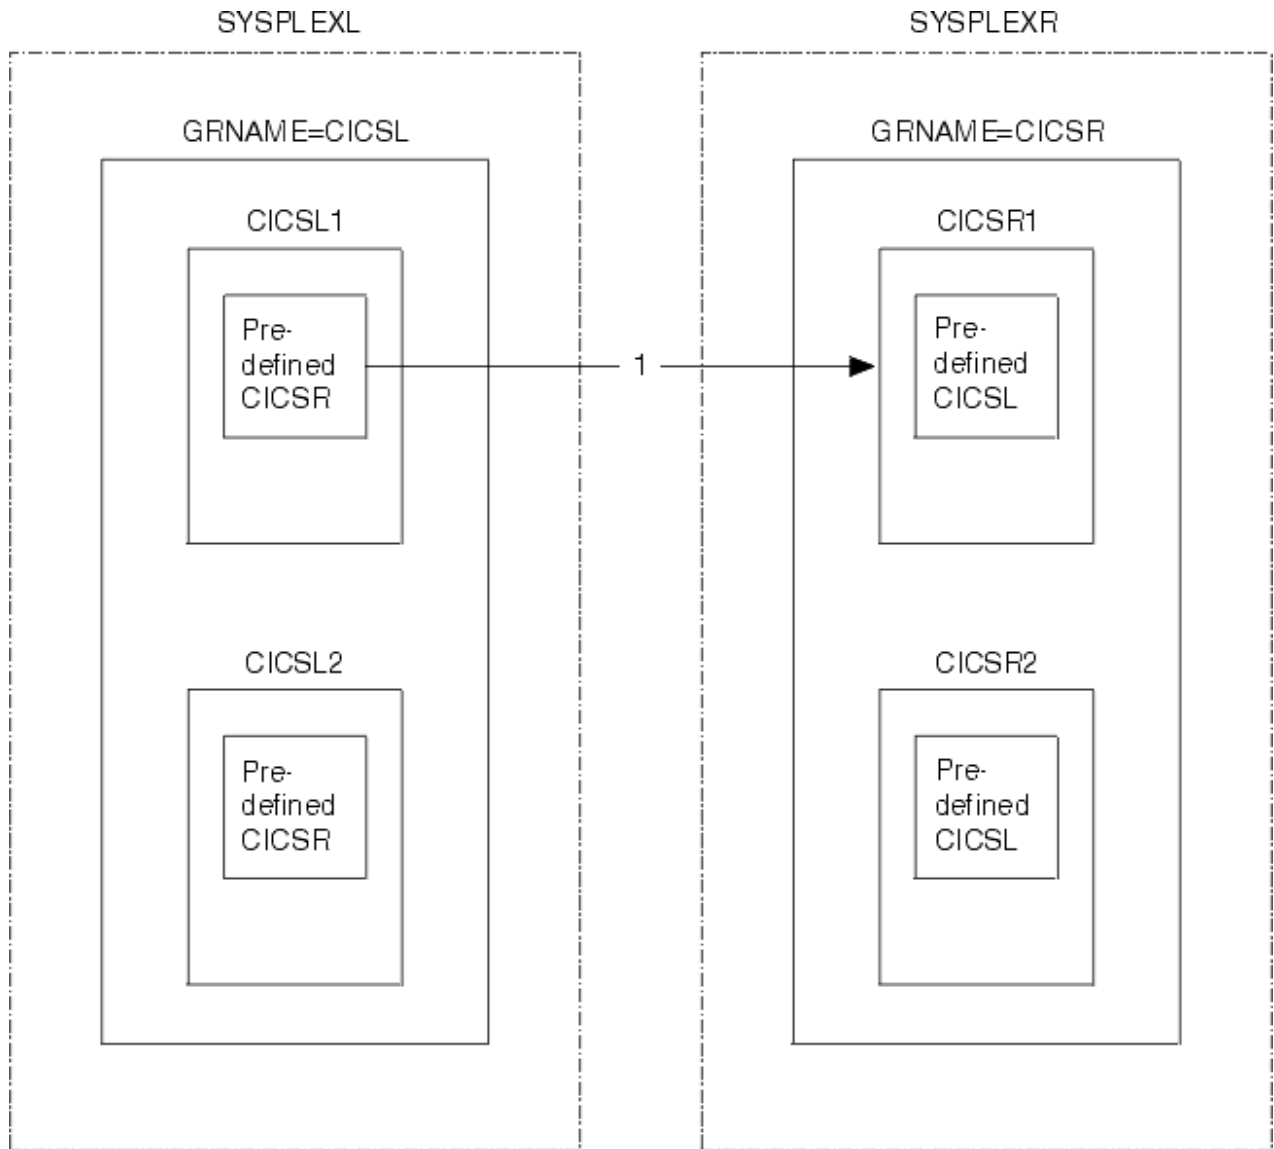 SYSPLEXL
SYSPLEXR
GRNAME=CICSL
GRNAME=CICSR
CICSL1
CICSR1
Pre-
defined
CICSR
1
Pre-
defined
CICSL
CICSL2
CICSR2
Pre-
defined
CICSR
Pre-
defined
CICSL